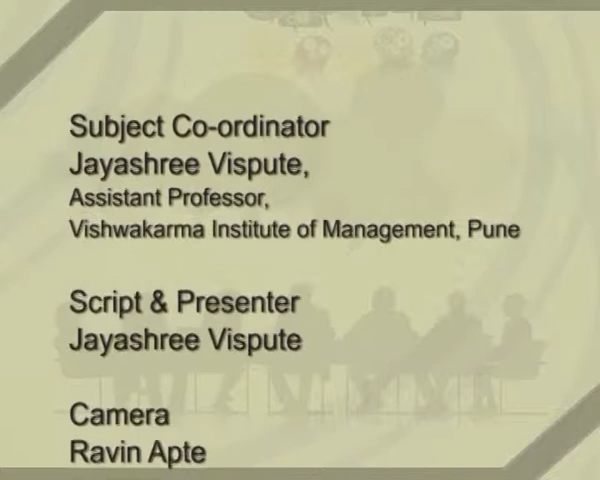 Subject Co-ordinator
Jayashree Vispute,
Assistant Professor,
Vishwakarma Institute of Management, Pune
Script & Presenter
Jayashree Vispute
Camera
Ravin Apte